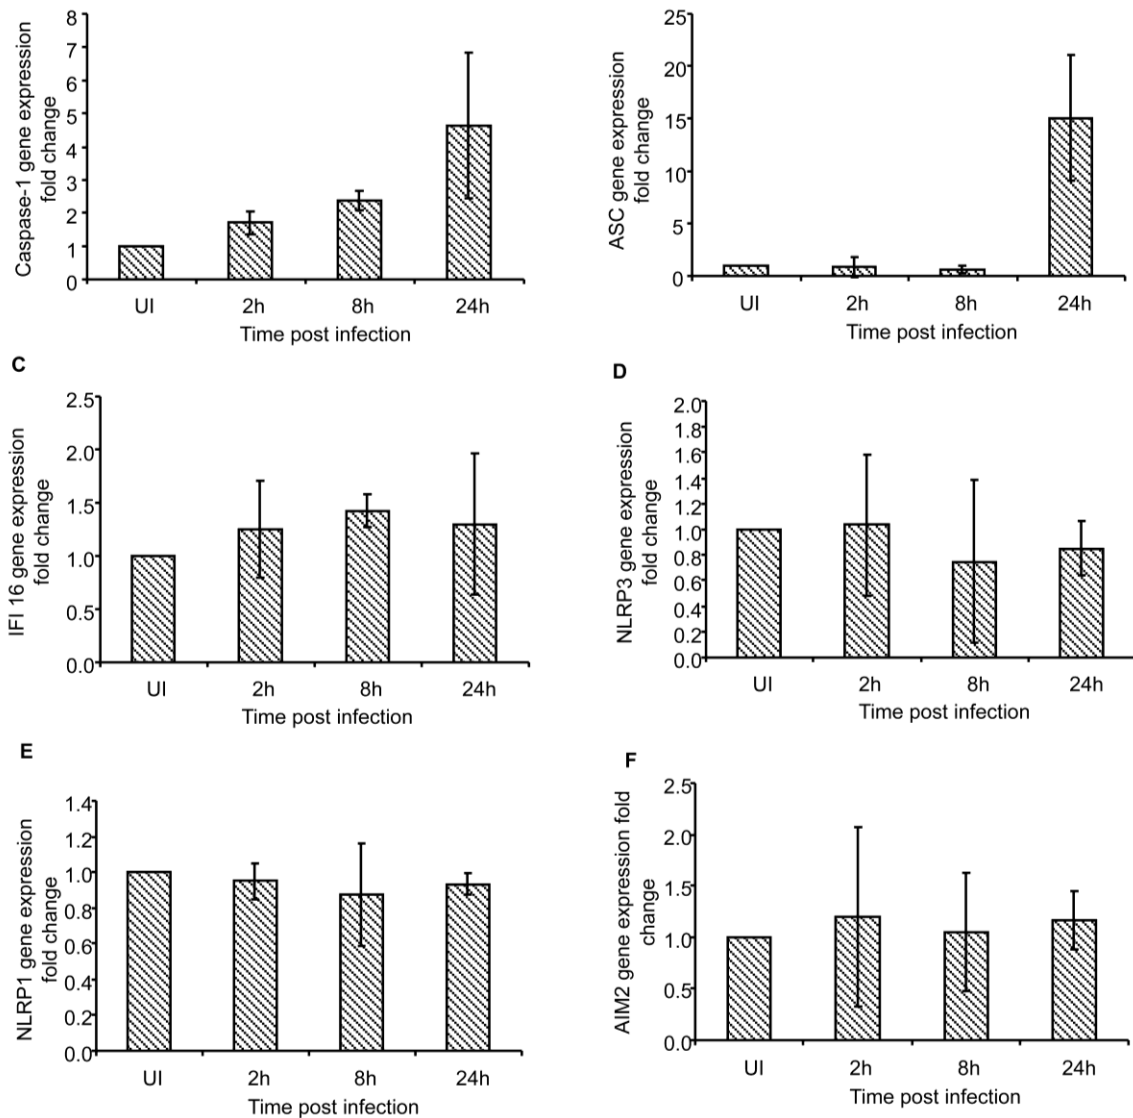 Caspase-1 gene expression
fold change
8
7
6
5
4
3
2
1
0
UI 2h 8h 24h
Time post infection
ASC gene expression
fold change
25
20
15
10
5
0
UI 2h 8h 24h
Time post infection
C
IFI 16 gene expression
fold change
2.5
2.0
1.5
1.0
0.5
0.0
UI 2h 8h 24h
Time post infection
D
NLRP3 gene expression
fold change
2.0
1.8
1.6
1.4
1.2
1.0
0.8
0.6
0.4
0.2
0.0
UI 2h 8h 24h
Time post infection
E
NLRP1 gene expression
fold change
1.4
1.2
1.0
0.8
0.6
0.4
0.2
0.0
UI 2h 8h 24h
Time post infection
F
AIM2 gene expression fold
change
2.5
2.0
1.5
1.0
0.5
0.0
UI 2h 8h 24h
Time post infection